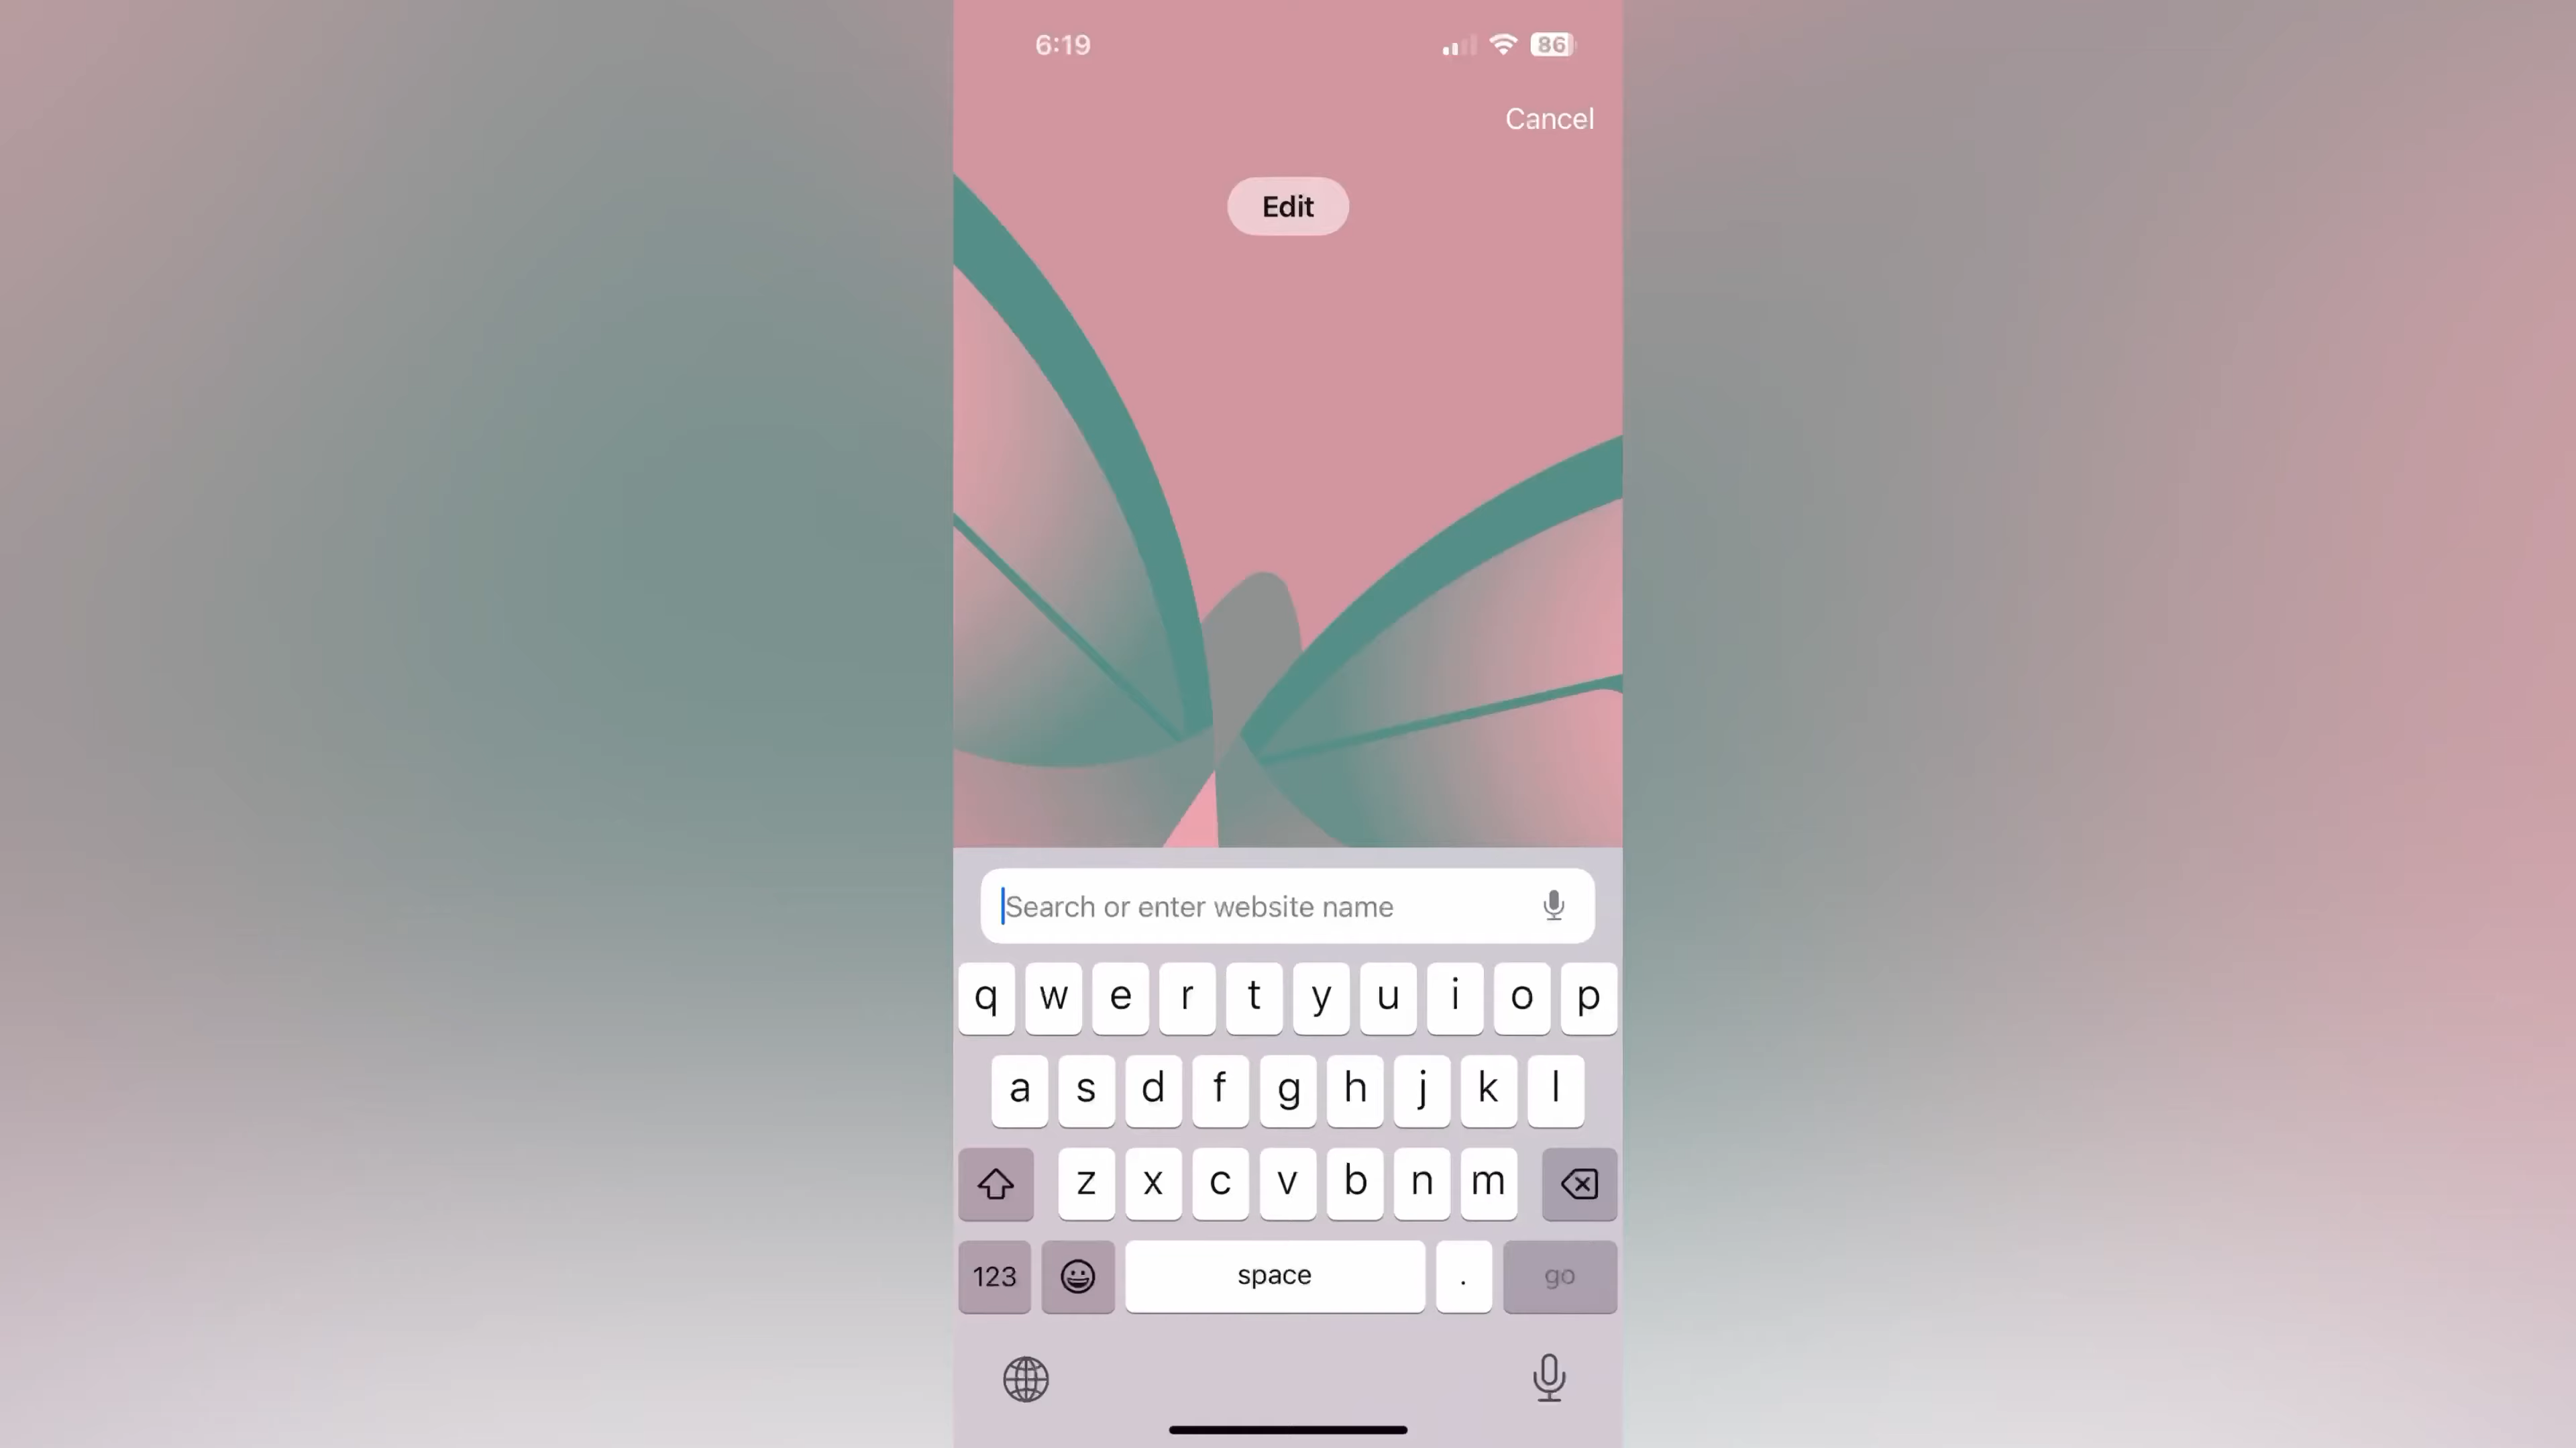 6:19
86
Cancel
Edit
Search or enter website name
q w e r t y u i o p
a s d f g h j k l
z x c v b n m
123 space . go